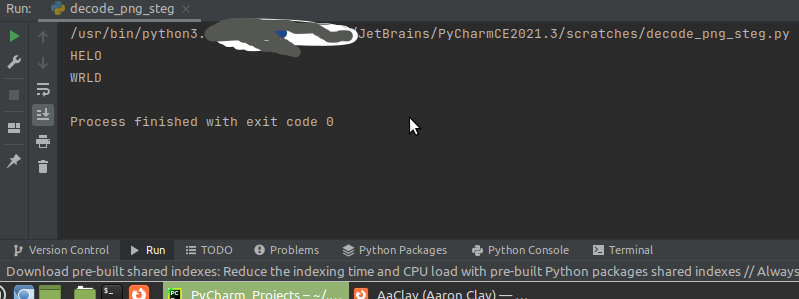 Run: decode_png_steg
/usr/bin/python3. /JetBrains/PyCharmCE2021.3/scratches/decode_png_steg.py
HELO
WRLD
Process finished with exit code 0
Version Control Run TODO Problems Python Packages Python Console Terminal
Download pre-built shared indexes: Reduce the indexing time and CPU load with pre-built Python packages shared indexes // Always
PC PyCharm_Projects – ~/.... AaClay (Aaron Clay) — ...